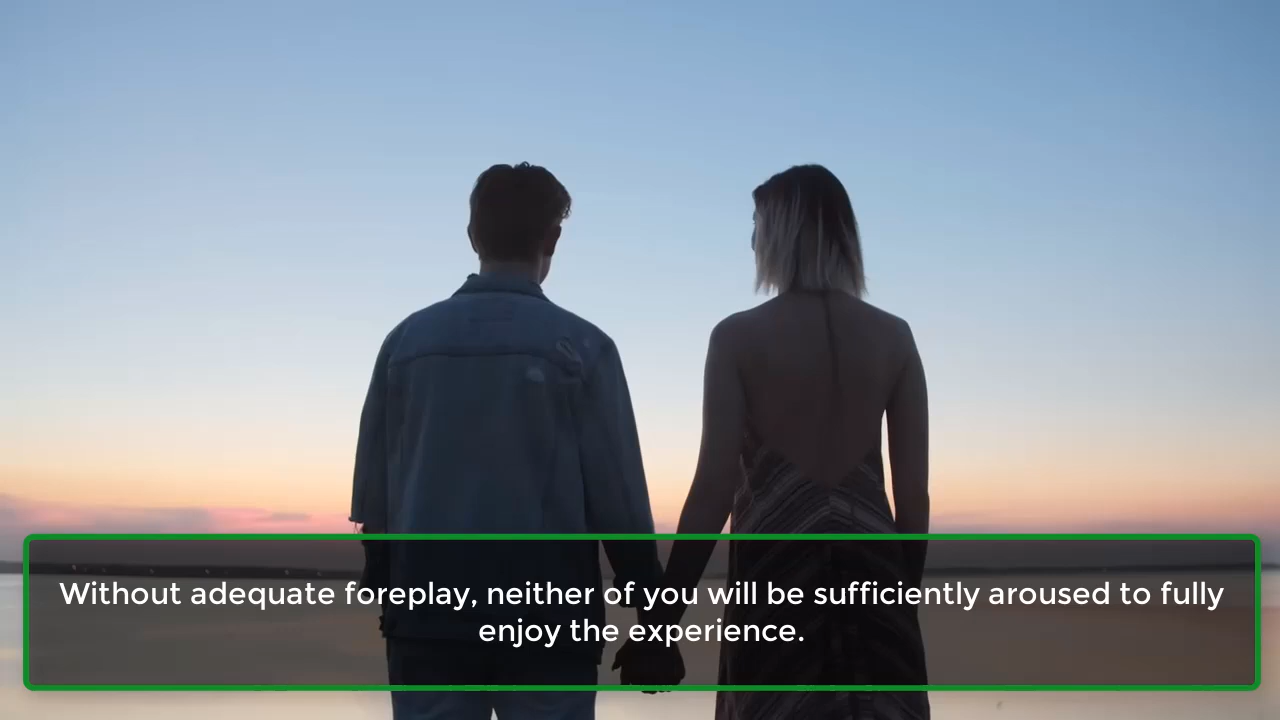 Without adequate foreplay, neither of you will be sufficiently aroused to fully
enjoy the experience.